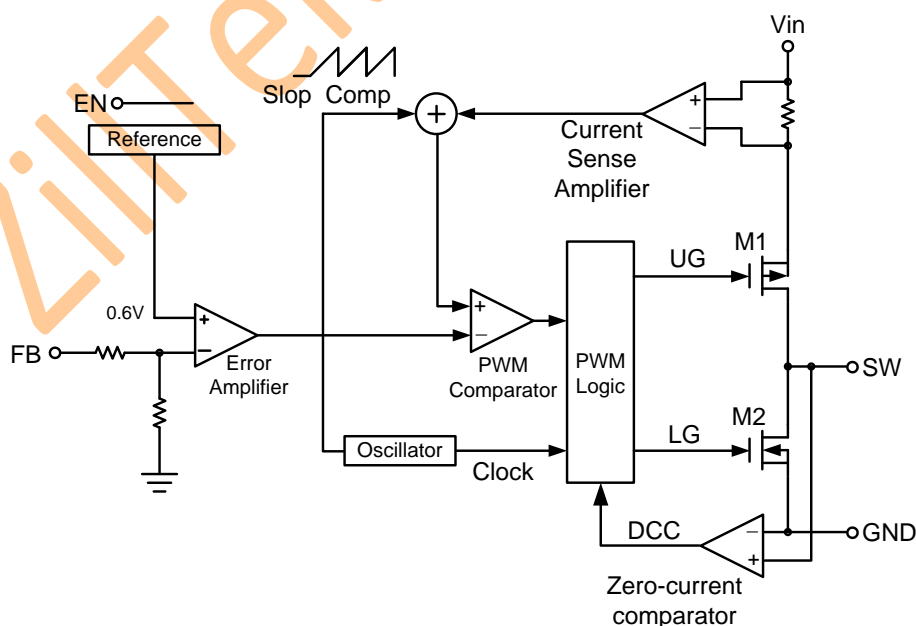 Vin
Slop Comp
EN
Reference
+
+
−
Current
Sense
Amplifier
M1
UG
0.6V
+
−
FB
Error
Amplifier
+
−
PWM
Comparator
PWM
Logic
SW
M2
LG
Oscillator
Clock
DCC
−
+
GND
Zero-current
comparator
ZillTek